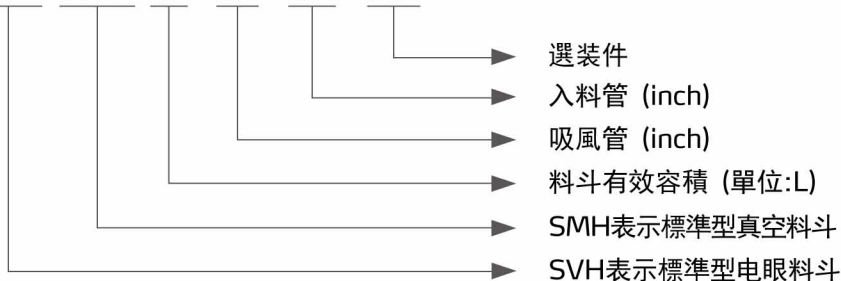 選装件
入料管 (inch)
吸風管 (inch)
料斗有效容積 (單位:L)
SMH表示標準型真空料斗
SVH表示標準型电眼料斗